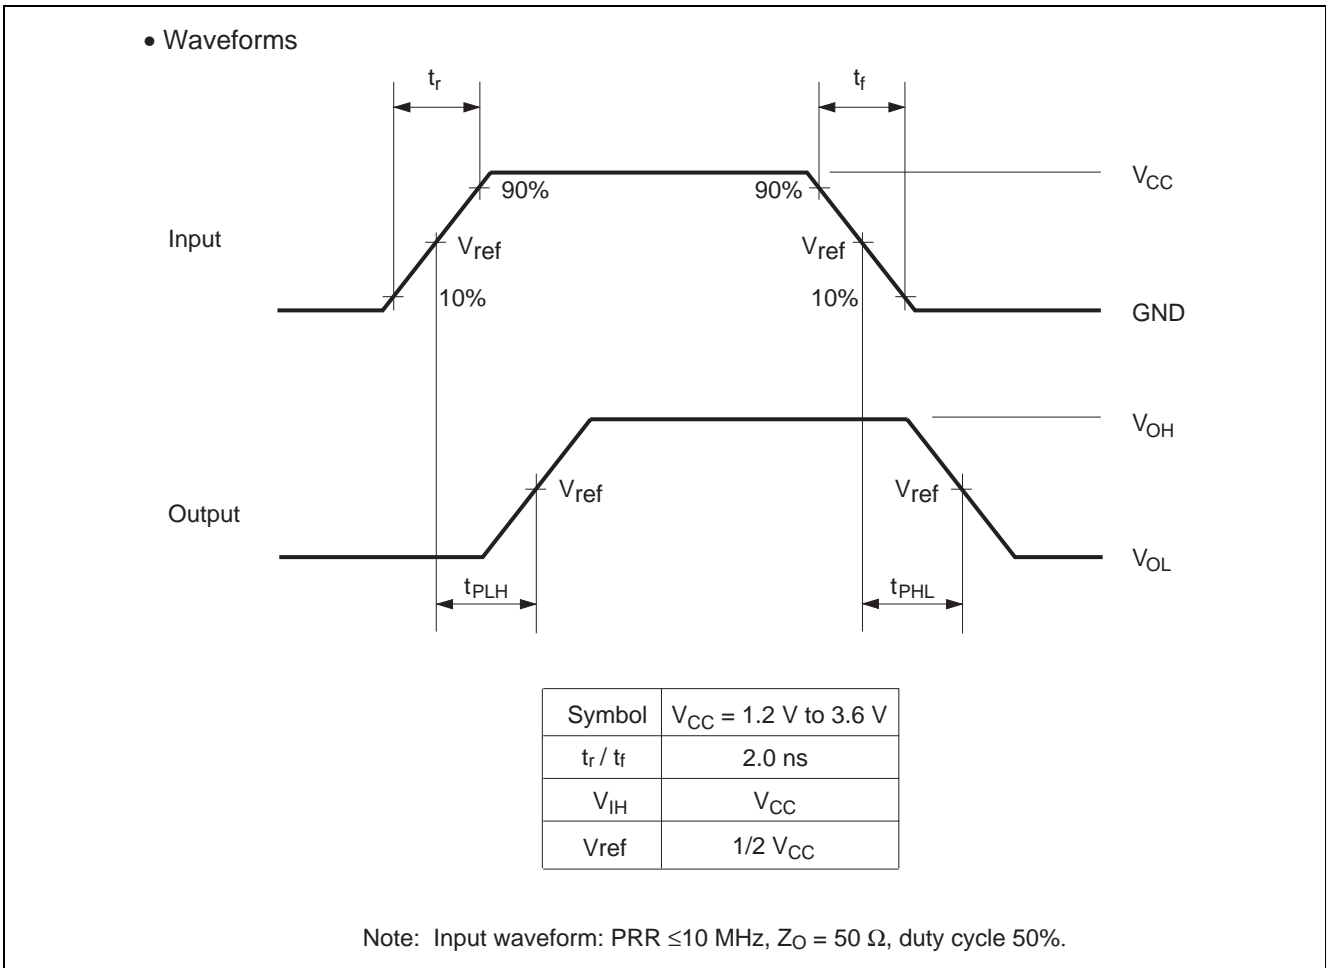 • Waveforms
tr
tf
90%
90%
VCC
Input
Vref
Vref
10%
10%
GND
VOH
Vref
Vref
Output
VOL
tPLH
tPHL
Symbol VCC = 1.2 V to 3.6 V
tr / tf 2.0 ns
VIH VCC
Vref 1/2 VCC
Note: Input waveform: PRR ≤10 MHz, ZO = 50 Ω, duty cycle 50%.